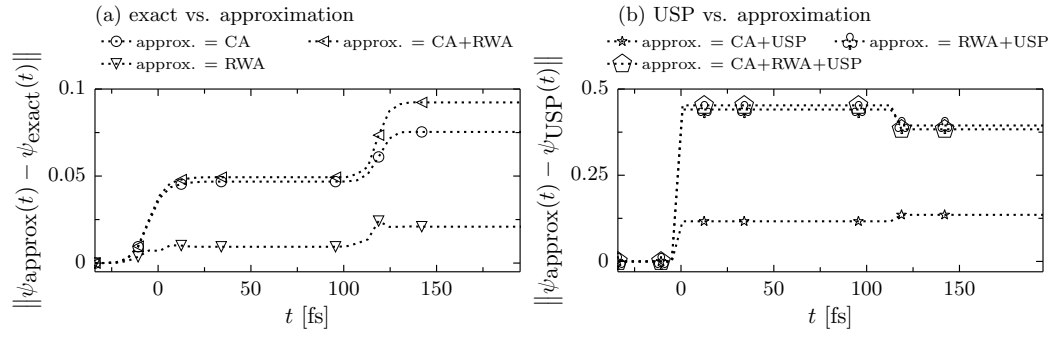 (a) exact vs. approximation
approx. = CA
approx. = CA+RWA
approx. = RWA
||ψapprox(t) − ψexact(t)||
0.1
0.05
0
0
50
100
150
t [fs]
(b) USP vs. approximation
approx. = CA+USP
approx. = RWA+USP
approx. = CA+RWA+USP
||ψapprox(t) − ψUSP(t)||
0.5
0.25
0
0
50
100
150
t [fs]